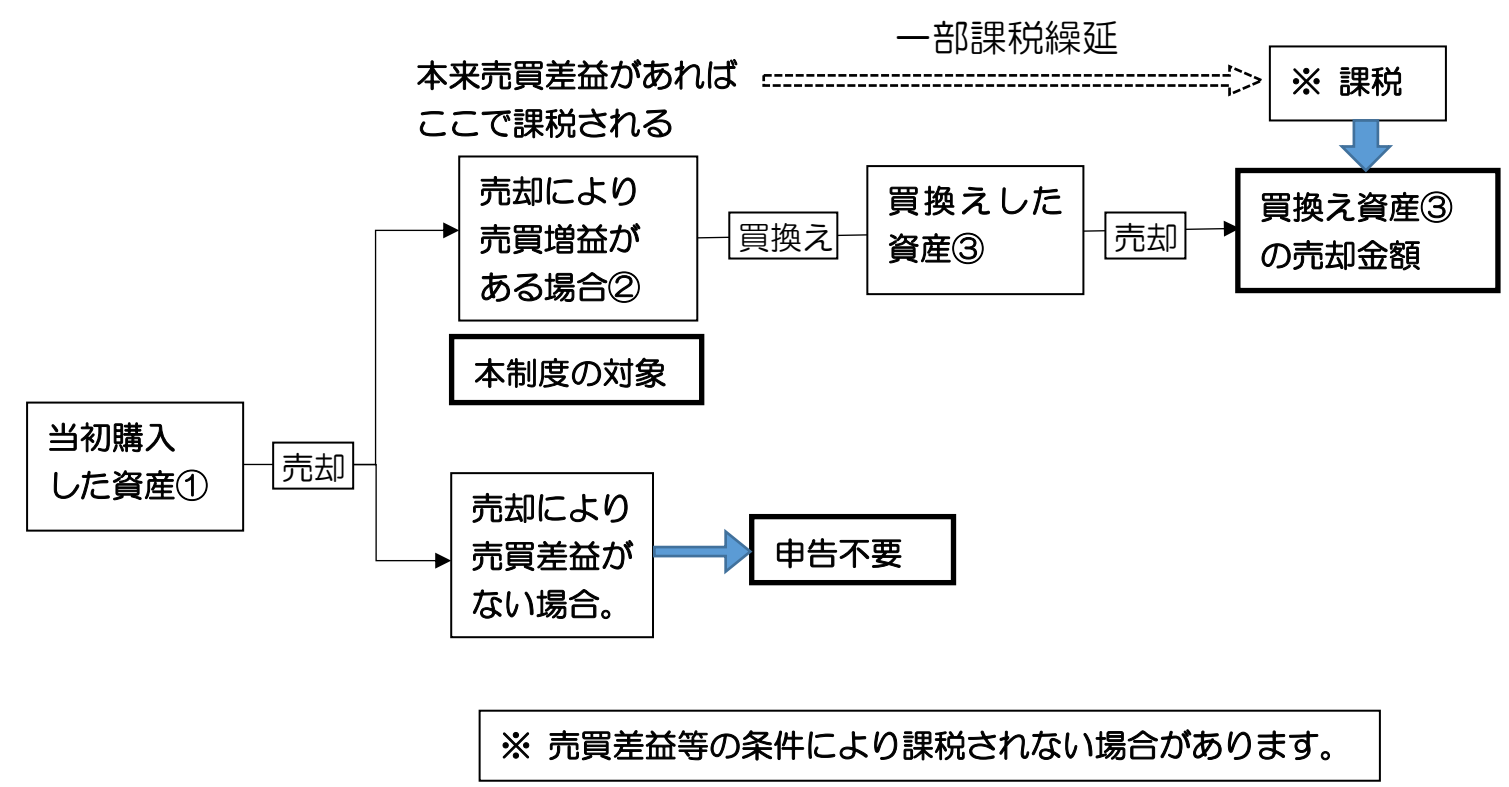 一部課税繰延
本来売買差益があれば
ここで課税される
※ 課税
売却により
売買増益が
ある場合②
買換え
買換えした
資産③
売却
買換え資産③
の売却金額
本制度の対象
当初購入
した資産①
売却
売却により
売買差益が
ない場合。
申告不要
※ 売買差益等の条件により課税されない場合があります。